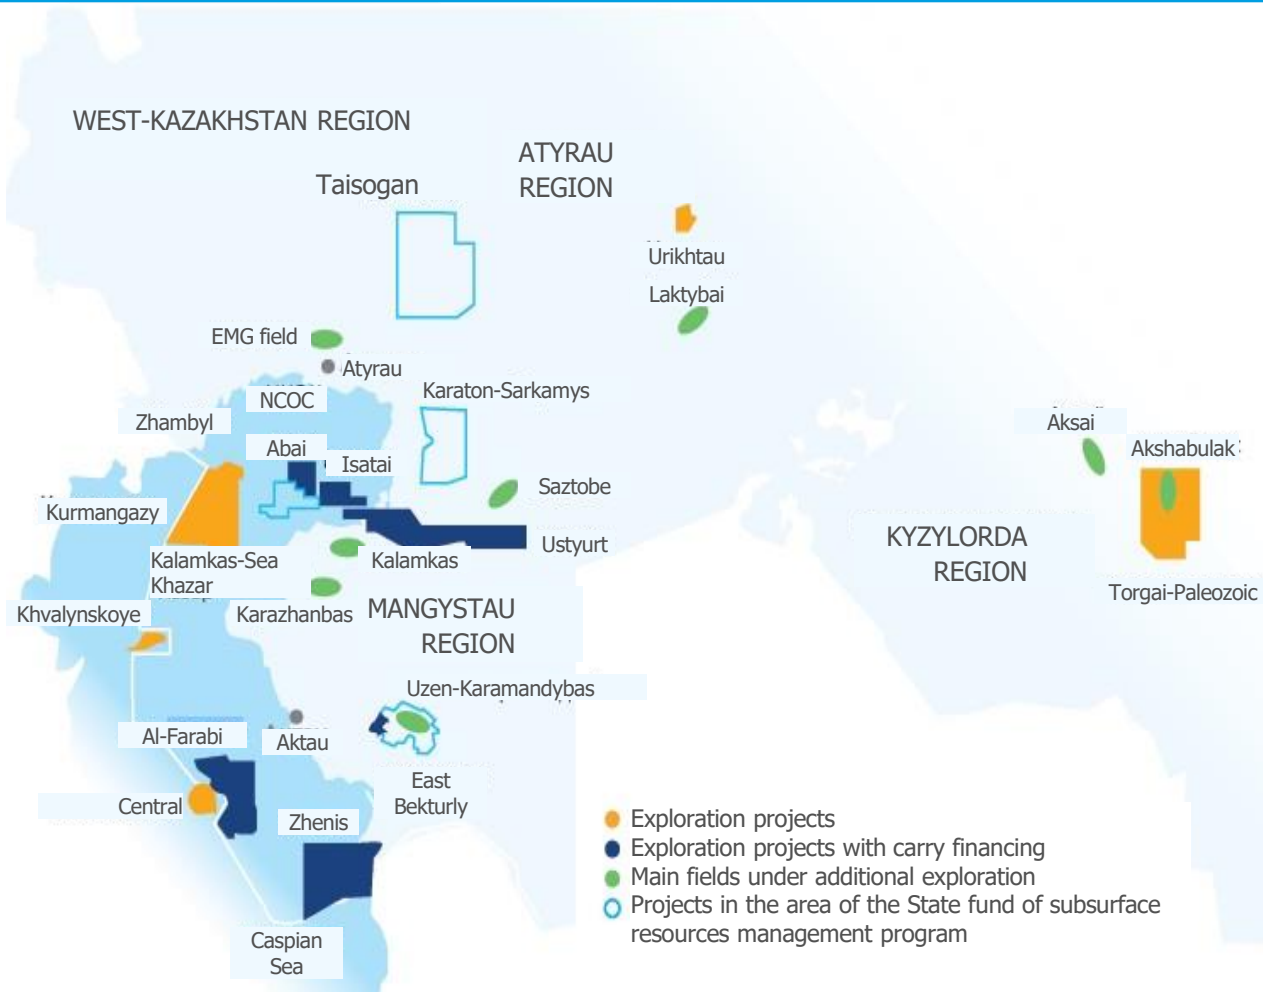 WEST-KAZAKHSTAN REGION
ATYRAU
REGION
Taisogan
Urikhtau
Laktybai
EMG field
Atyrau
Karaton-Sarkamys
NCOC
Zhambyl
Aksai
Abai
Akshabulak
Isatai
Saztobe
Kurmangazy
KYZYLORDA
REGION
Ustyurt
Kalamkas-Sea
Khazar
Kalamkas
Torgai-Paleozoic
Khvalynskoye
Karazhanbas
MANGYSTAU
REGION
Uzen-Karamandybas
Al-Farabi
Aktau
East
Bekturly
Central
Zhenis
Exploration projects
Exploration projects with carry financing
Main fields under additional exploration
Projects in the area of the State fund of subsurface
resources management program
Caspian
Sea